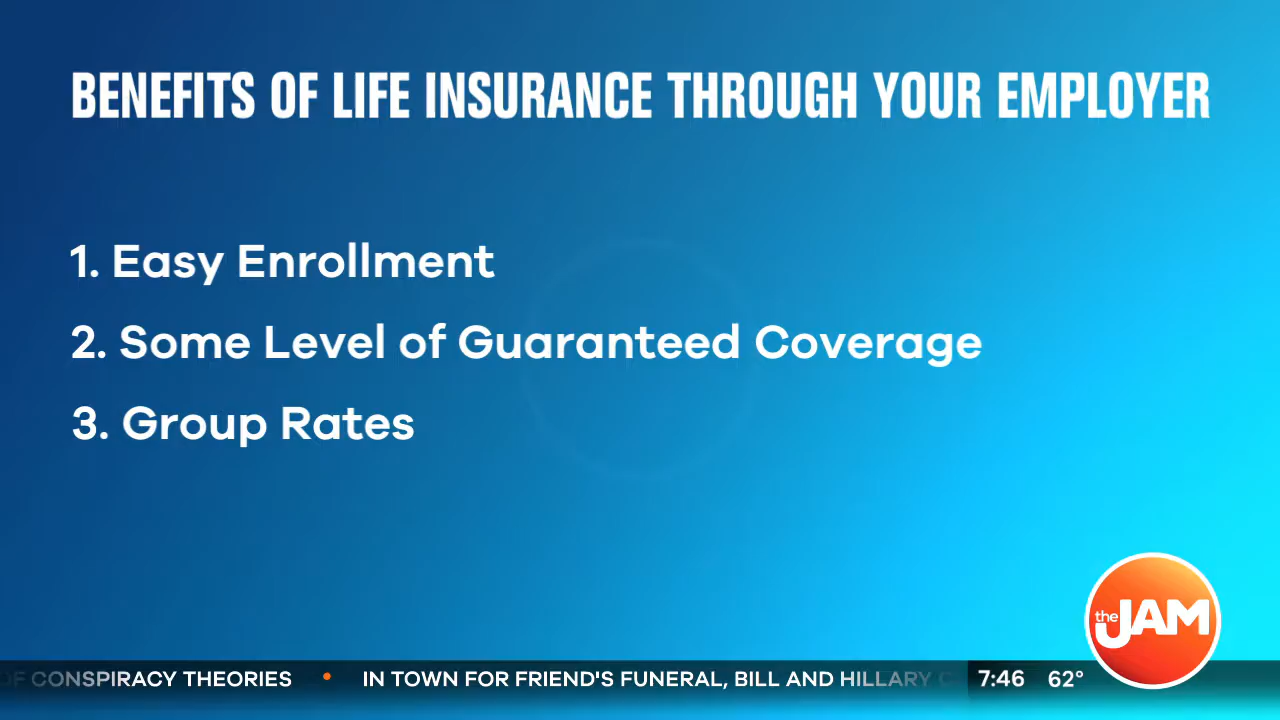 BENEFITS OF LIFE INSURANCE THROUGH YOUR EMPLOYER
1. Easy Enrollment
2. Some Level of Guaranteed Coverage
3. Group Rates
the JAM
OF CONSPIRACY THEORIES • IN TOWN FOR FRIEND'S FUNERAL, BILL AND HILLARY C 7:46 62°